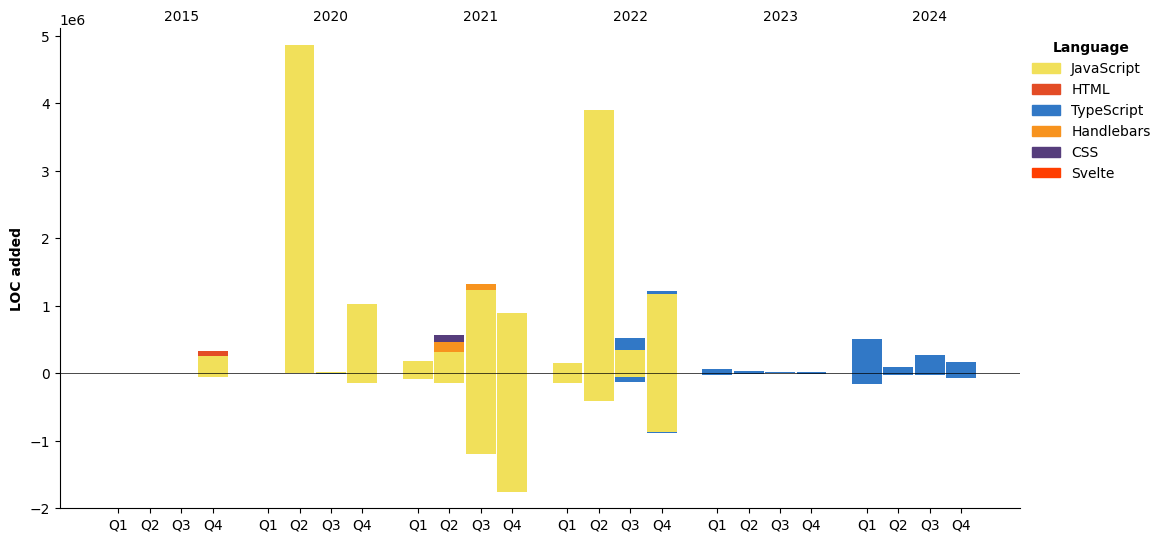 1e6
2015 2020 2021 2022 2023 2024
Language
JavaScript
HTML
TypeScript
Handlebars
CSS
Svelte
LOC added
5
4
3
2
1
0
−1
−2
Q1 Q2 Q3 Q4 Q1 Q2 Q3 Q4 Q1 Q2 Q3 Q4 Q1 Q2 Q3 Q4 Q1 Q2 Q3 Q4 Q1 Q2 Q3 Q4